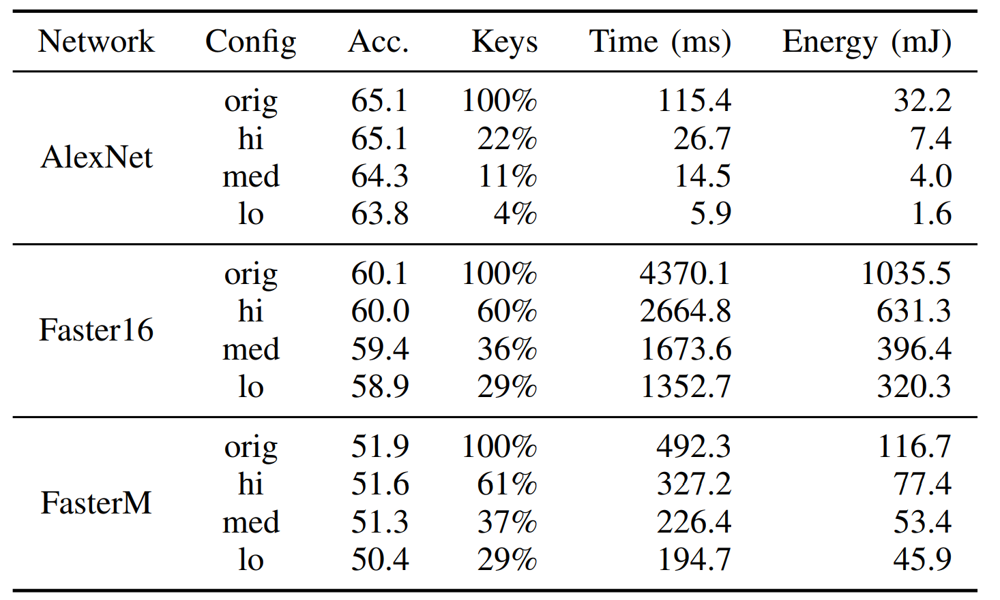 Network Config Acc. Keys Time (ms) Energy (mJ)
AlexNet
orig 65.1 100% 115.4 32.2
hi 65.1 22% 26.7 7.4
med 64.3 11% 14.5 4.0
lo 63.8 4% 5.9 1.6
Faster16
orig 60.1 100% 4370.1 1035.5
hi 60.0 60% 2664.8 631.3
med 59.4 36% 1673.6 396.4
lo 58.9 29% 1352.7 320.3
FasterM
orig 51.9 100% 492.3 116.7
hi 51.6 61% 327.2 77.4
med 51.3 37% 226.4 53.4
lo 50.4 29% 194.7 45.9